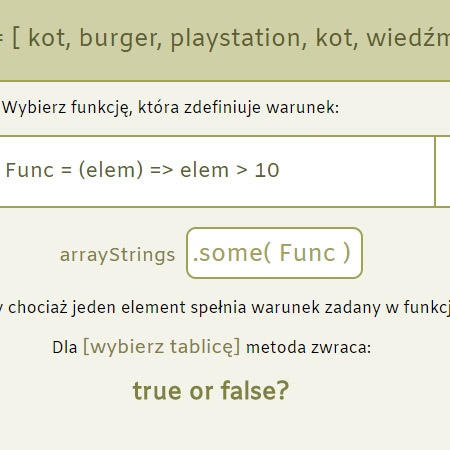 = [ kot, burger, playstation, kot, wiedźm
Wybierz funkcję, która zdefiniuje warunek:
Func = (elem) => elem > 10
arrayStrings .some( Func )
y chociaż jeden element spełnia warunek zadany w funkcj
Dla [wybierz tablicę] metoda zwraca:
true or false?